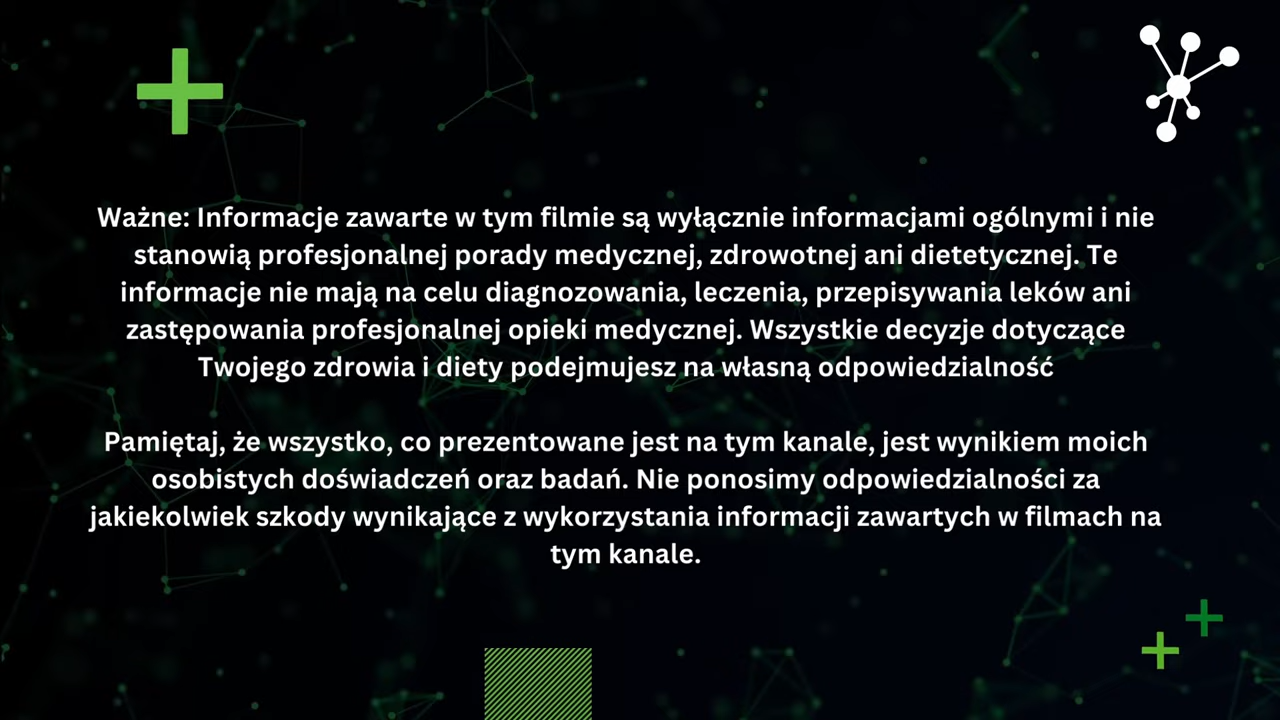 Ważne: Informacje zawarte w tym filmie są wyłącznie informacjami ogólnymi i nie
stanowią profesjonalnej porady medycznej, zdrowotnej ani dietetycznej. Te
informacje nie mają na celu diagnozowania, leczenia, przepisywania leków ani
zastępowania profesjonalnej opieki medycznej. Wszystkie decyzje dotyczące
Twojego zdrowia i diety podejmujesz na własną odpowiedzialność
Pamiętaj, że wszystko, co prezentowane jest na tym kanale, jest wynikiem moich
osobistych doświadczeń oraz badań. Nie ponosimy odpowiedzialności za
jakiekolwiek szkody wynikające z wykorzystania informacji zawartych w filmach na
tym kanale.